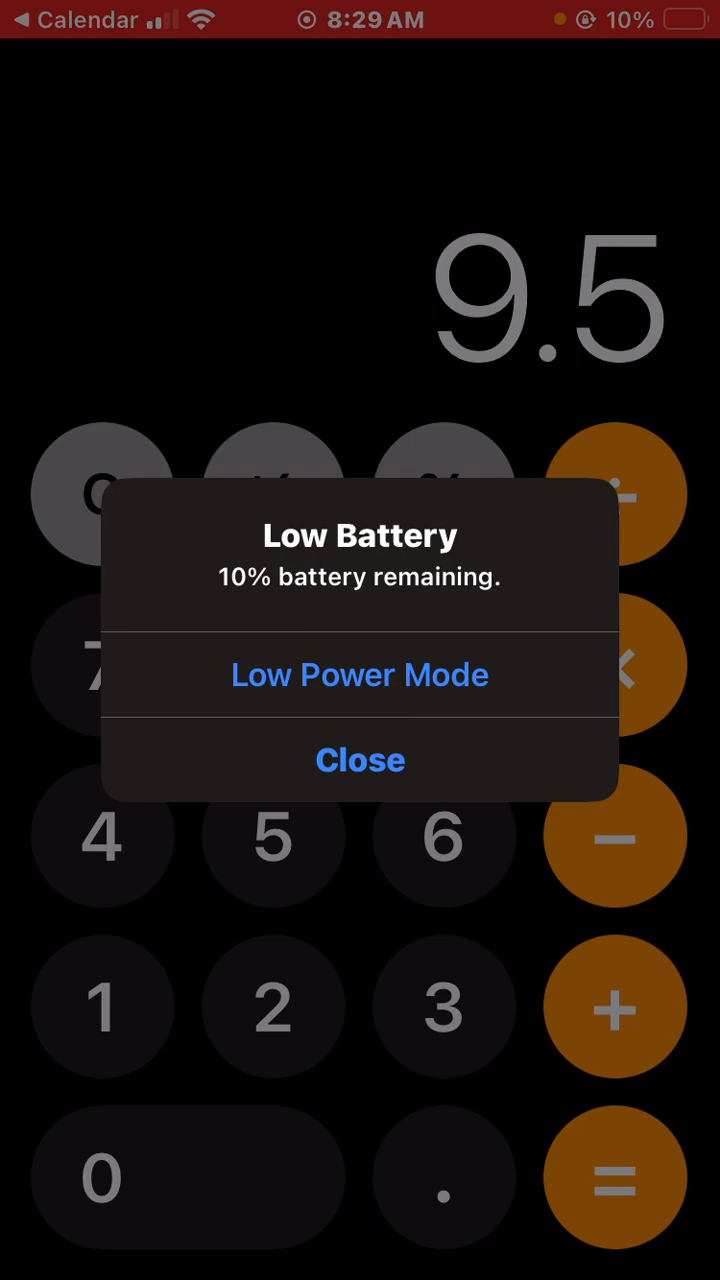 ◀ Calendar 8:29 AM 10%
9.5
Low Battery
10% battery remaining.
Low Power Mode
Close
7 ×
4 5 6 −
1 2 3 +
0 . =